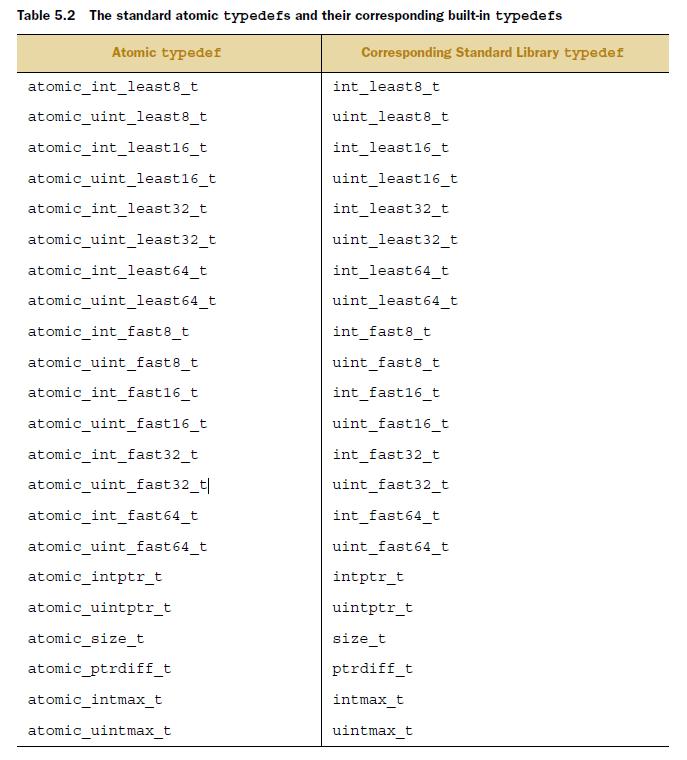 Table 5.2 The standard atomic typedefs and their corresponding built-in typedefs
Atomic typedef Corresponding Standard Library typedef
atomic_int_least8_t int_least8_t
atomic_uint_least8_t uint_least8_t
atomic_int_least16_t int_least16_t
atomic_uint_least16_t uint_least16_t
atomic_int_least32_t int_least32_t
atomic_uint_least32_t uint_least32_t
atomic_int_least64_t int_least64_t
atomic_uint_least64_t uint_least64_t
atomic_int_fast8_t int_fast8_t
atomic_uint_fast8_t uint_fast8_t
atomic_int_fast16_t int_fast16_t
atomic_uint_fast16_t uint_fast16_t
atomic_int_fast32_t int_fast32_t
atomic_uint_fast32_t uint_fast32_t
atomic_int_fast64_t int_fast64_t
atomic_uint_fast64_t uint_fast64_t
atomic_intptr_t intptr_t
atomic_uintptr_t uintptr_t
atomic_size_t size_t
atomic_ptrdiff_t ptrdiff_t
atomic_intmax_t intmax_t
atomic_uintmax_t uintmax_t